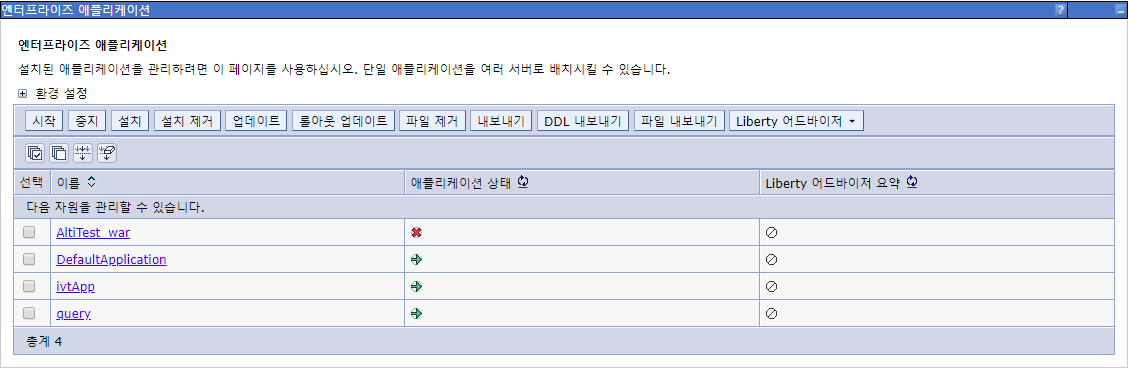 엔터프라이즈 애플리케이션
?
엔터프라이즈 애플리케이션
설치된 애플리케이션을 관리하려면 이 페이지를 사용하십시오. 단일 애플리케이션을 여러 서버로 배치시킬 수 있습니다.
환경 설정
시작 중지 설치 설치 제거 업데이트 롤아웃 업데이트 파일 제거 내보내기 DDL 내보내기 파일 내보내기 Liberty 어드바이저
선택 이름 애플리케이션 상태 Liberty 어드바이저 요약
다음 자원을 관리할 수 있습니다.
AltiTest_war
DefaultApplication
ivtApp
query
총계 4